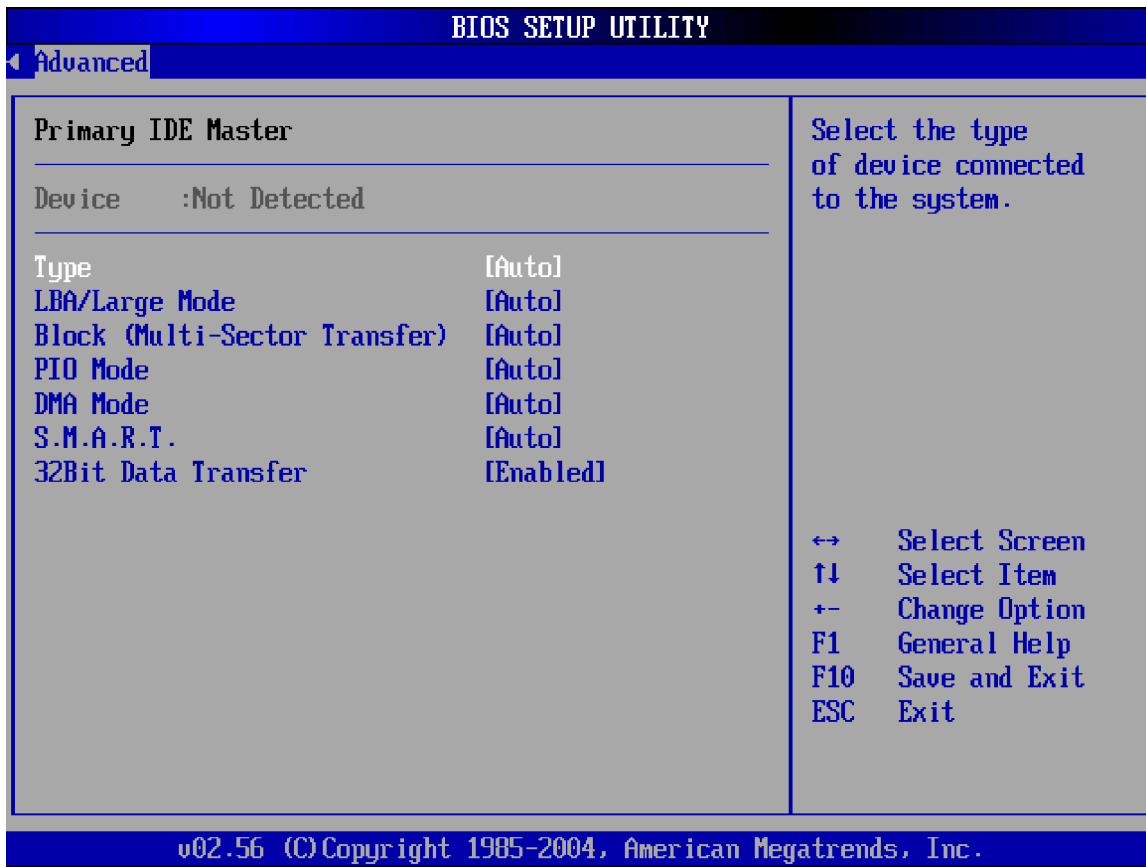 BIOS SETUP UTILITY
Advanced
Primary IDE Master
Device :Not Detected
Type [Auto]
LBA/Large Mode [Auto]
Block (Multi-Sector Transfer) [Auto]
PIO Mode [Auto]
DMA Mode [Auto]
S.M.A.R.T. [Auto]
32Bit Data Transfer [Enabled]
Select the type
of device connected
to the system.
←→ Select Screen
↑↓ Select Item
+- Change Option
F1 General Help
F10 Save and Exit
ESC Exit
v02.56 (C)Copyright 1985-2004, American Megatrends, Inc.